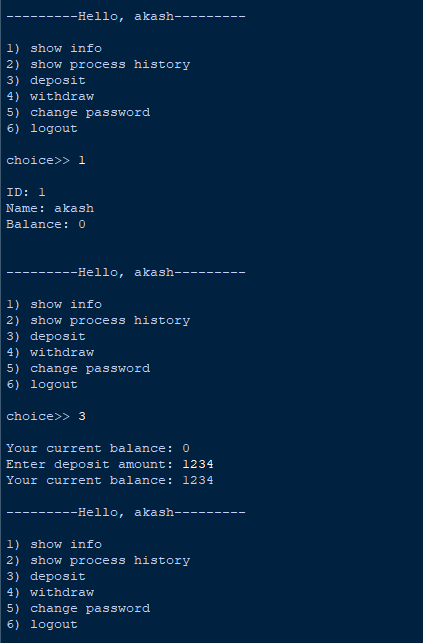 ---------Hello, akash---------
1) show info
2) show process history
3) deposit
4) withdraw
5) change password
6) logout
choice>> 1
ID: 1
Name: akash
Balance: 0
---------Hello, akash---------
1) show info
2) show process history
3) deposit
4) withdraw
5) change password
6) logout
choice>> 3
Your current balance: 0
Enter deposit amount: 1234
Your current balance: 1234
---------Hello, akash---------
1) show info
2) show process history
3) deposit
4) withdraw
5) change password
6) logout